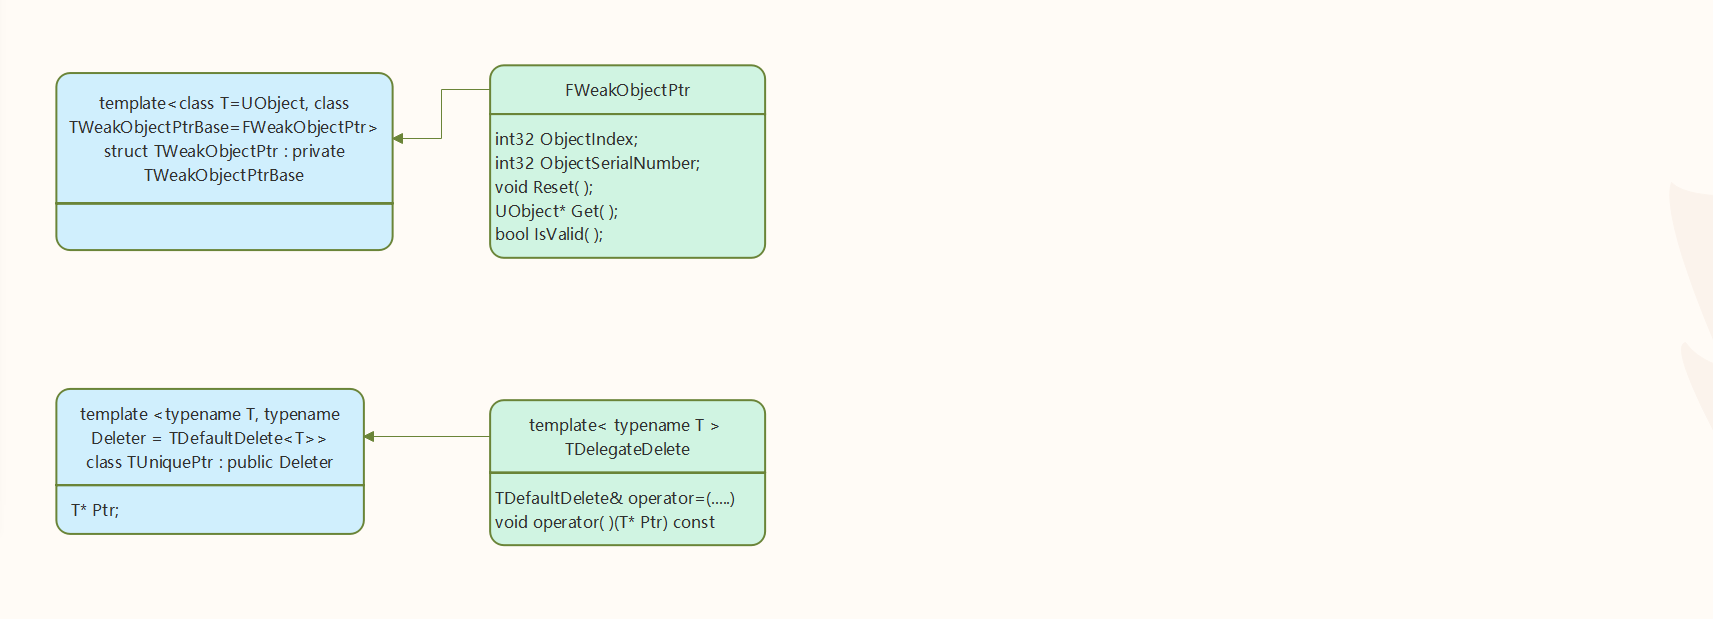 template<class T=UObject, class
TWeakObjectPtrBase=FWeakObjectPtr>
struct TWeakObjectPtr : private
TWeakObjectPtrBase
FWeakObjectPtr
int32 ObjectIndex;
int32 ObjectSerialNumber;
void Reset( );
UObject* Get( );
bool IsValid( );
template <typename T, typename
Deleter = TDefaultDelete<T>>
class TUniquePtr : public Deleter
T* Ptr;
template< typename T >
TDelegateDelete
TDefaultDelete& operator=(.....)
void operator( )(T* Ptr) const